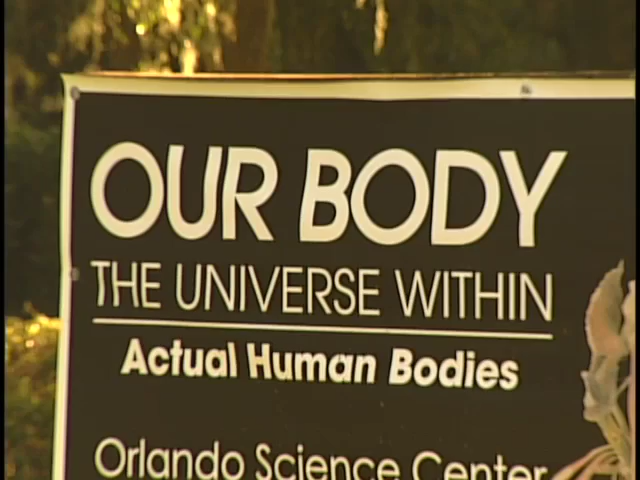 OUR BODY
THE UNIVERSE WITHIN
Actual Human Bodies
Orlando Science Center